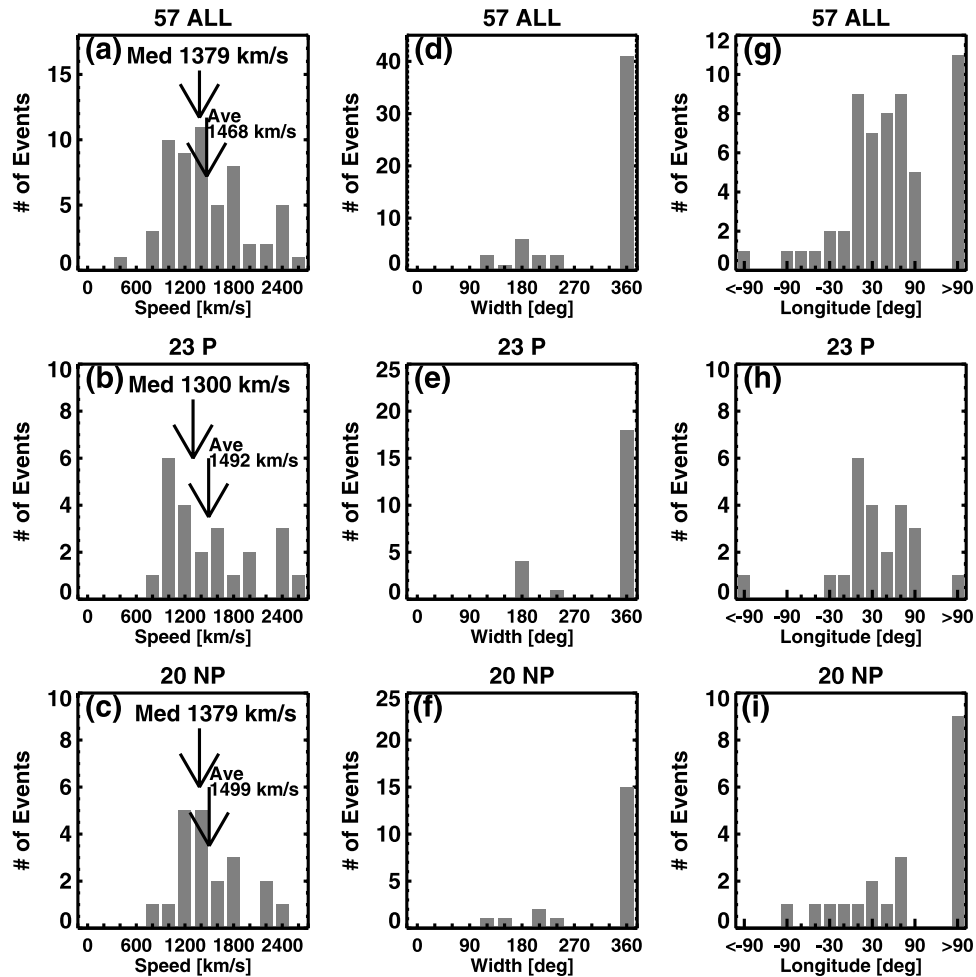 57 ALL
(a)
Med 1379 km/s
Ave
1468 km/s
# of Events
15
10
5
0
0 600 1200 1800 2400
Speed [km/s]
57 ALL
(d)
# of Events
40
30
20
10
0
0 90 180 270 360
Width [deg]
57 ALL
(g)
# of Events
12
10
8
6
4
2
0
<-90 -90 -30 30 90 >90
Longitude [deg]
23 P
(b)
Med 1300 km/s
Ave
1492 km/s
# of Events
10
8
6
4
2
0
0 600 1200 1800 2400
Speed [km/s]
23 P
(e)
# of Events
25
20
15
10
5
0
0 90 180 270 360
Width [deg]
23 P
(h)
# of Events
10
8
6
4
2
0
<-90 -90 -30 30 90 >90
Longitude [deg]
20 NP
(c)
Med 1379 km/s
Ave
1499 km/s
# of Events
10
8
6
4
2
0
0 600 1200 1800 2400
Speed [km/s]
20 NP
(f)
# of Events
25
20
15
10
5
0
0 90 180 270 360
Width [deg]
20 NP
(i)
# of Events
10
8
6
4
2
0
<-90 -90 -30 30 90 >90
Longitude [deg]